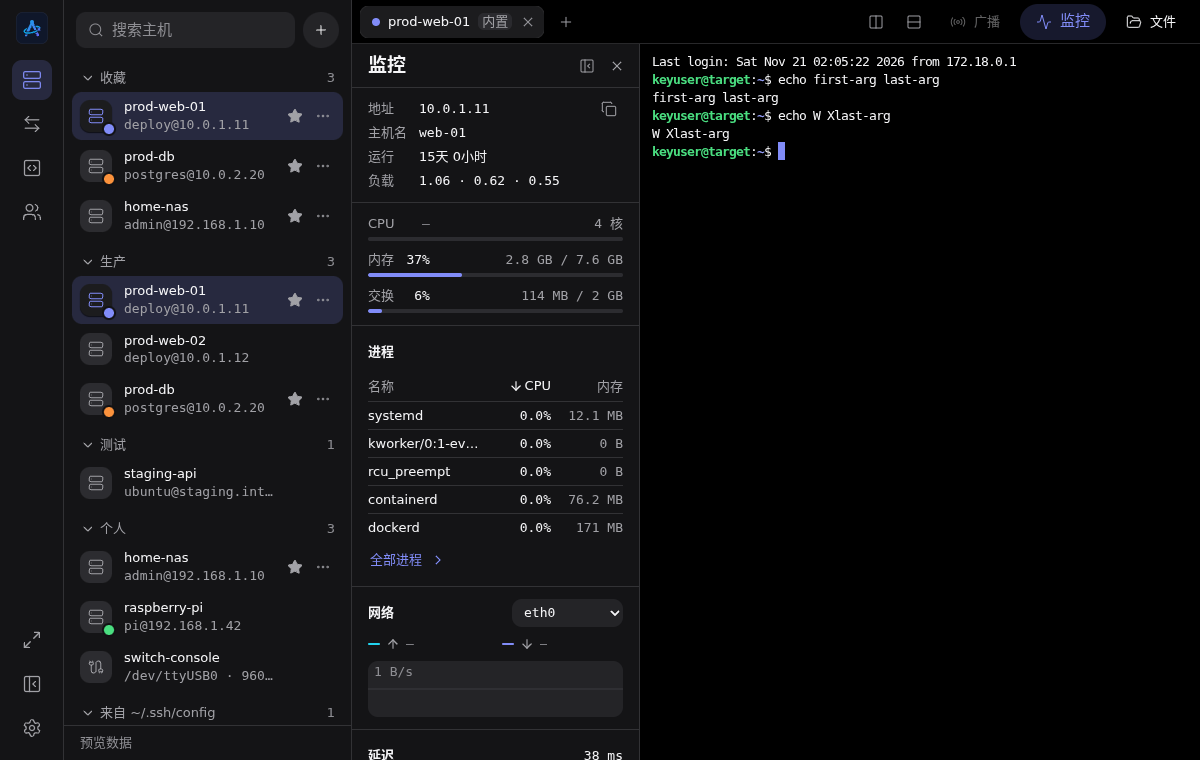 搜索主机
收藏 3
prod-web-01
deploy@10.0.1.11
prod-db
postgres@10.0.2.20
home-nas
admin@192.168.1.10
生产 3
prod-web-01
deploy@10.0.1.11
prod-web-02
deploy@10.0.1.12
prod-db
postgres@10.0.2.20
测试 1
staging-api
ubuntu@staging.int…
个人 3
home-nas
admin@192.168.1.10
raspberry-pi
pi@192.168.1.42
switch-console
/dev/ttyUSB0 · 960…
来自 ~/.ssh/config 1
预览数据
prod-web-01 内置
广播 监控 文件
监控
地址 10.0.1.11
主机名 web-01
运行 15天 0小时
负载 1.06 · 0.62 · 0.55
CPU — 4 核
内存 37% 2.8 GB / 7.6 GB
交换 6% 114 MB / 2 GB
进程
名称 CPU 内存
systemd 0.0% 12.1 MB
kworker/0:1-ev… 0.0% 0 B
rcu_preempt 0.0% 0 B
containerd 0.0% 76.2 MB
dockerd 0.0% 171 MB
全部进程
网络 eth0
— —
1 B/s
延迟 38 ms
Last login: Sat Nov 21 02:05:22 2026 from 172.18.0.1
keyuser@target:~$ echo first-arg last-arg
first-arg last-arg
keyuser@target:~$ echo W Xlast-arg
W Xlast-arg
keyuser@target:~$